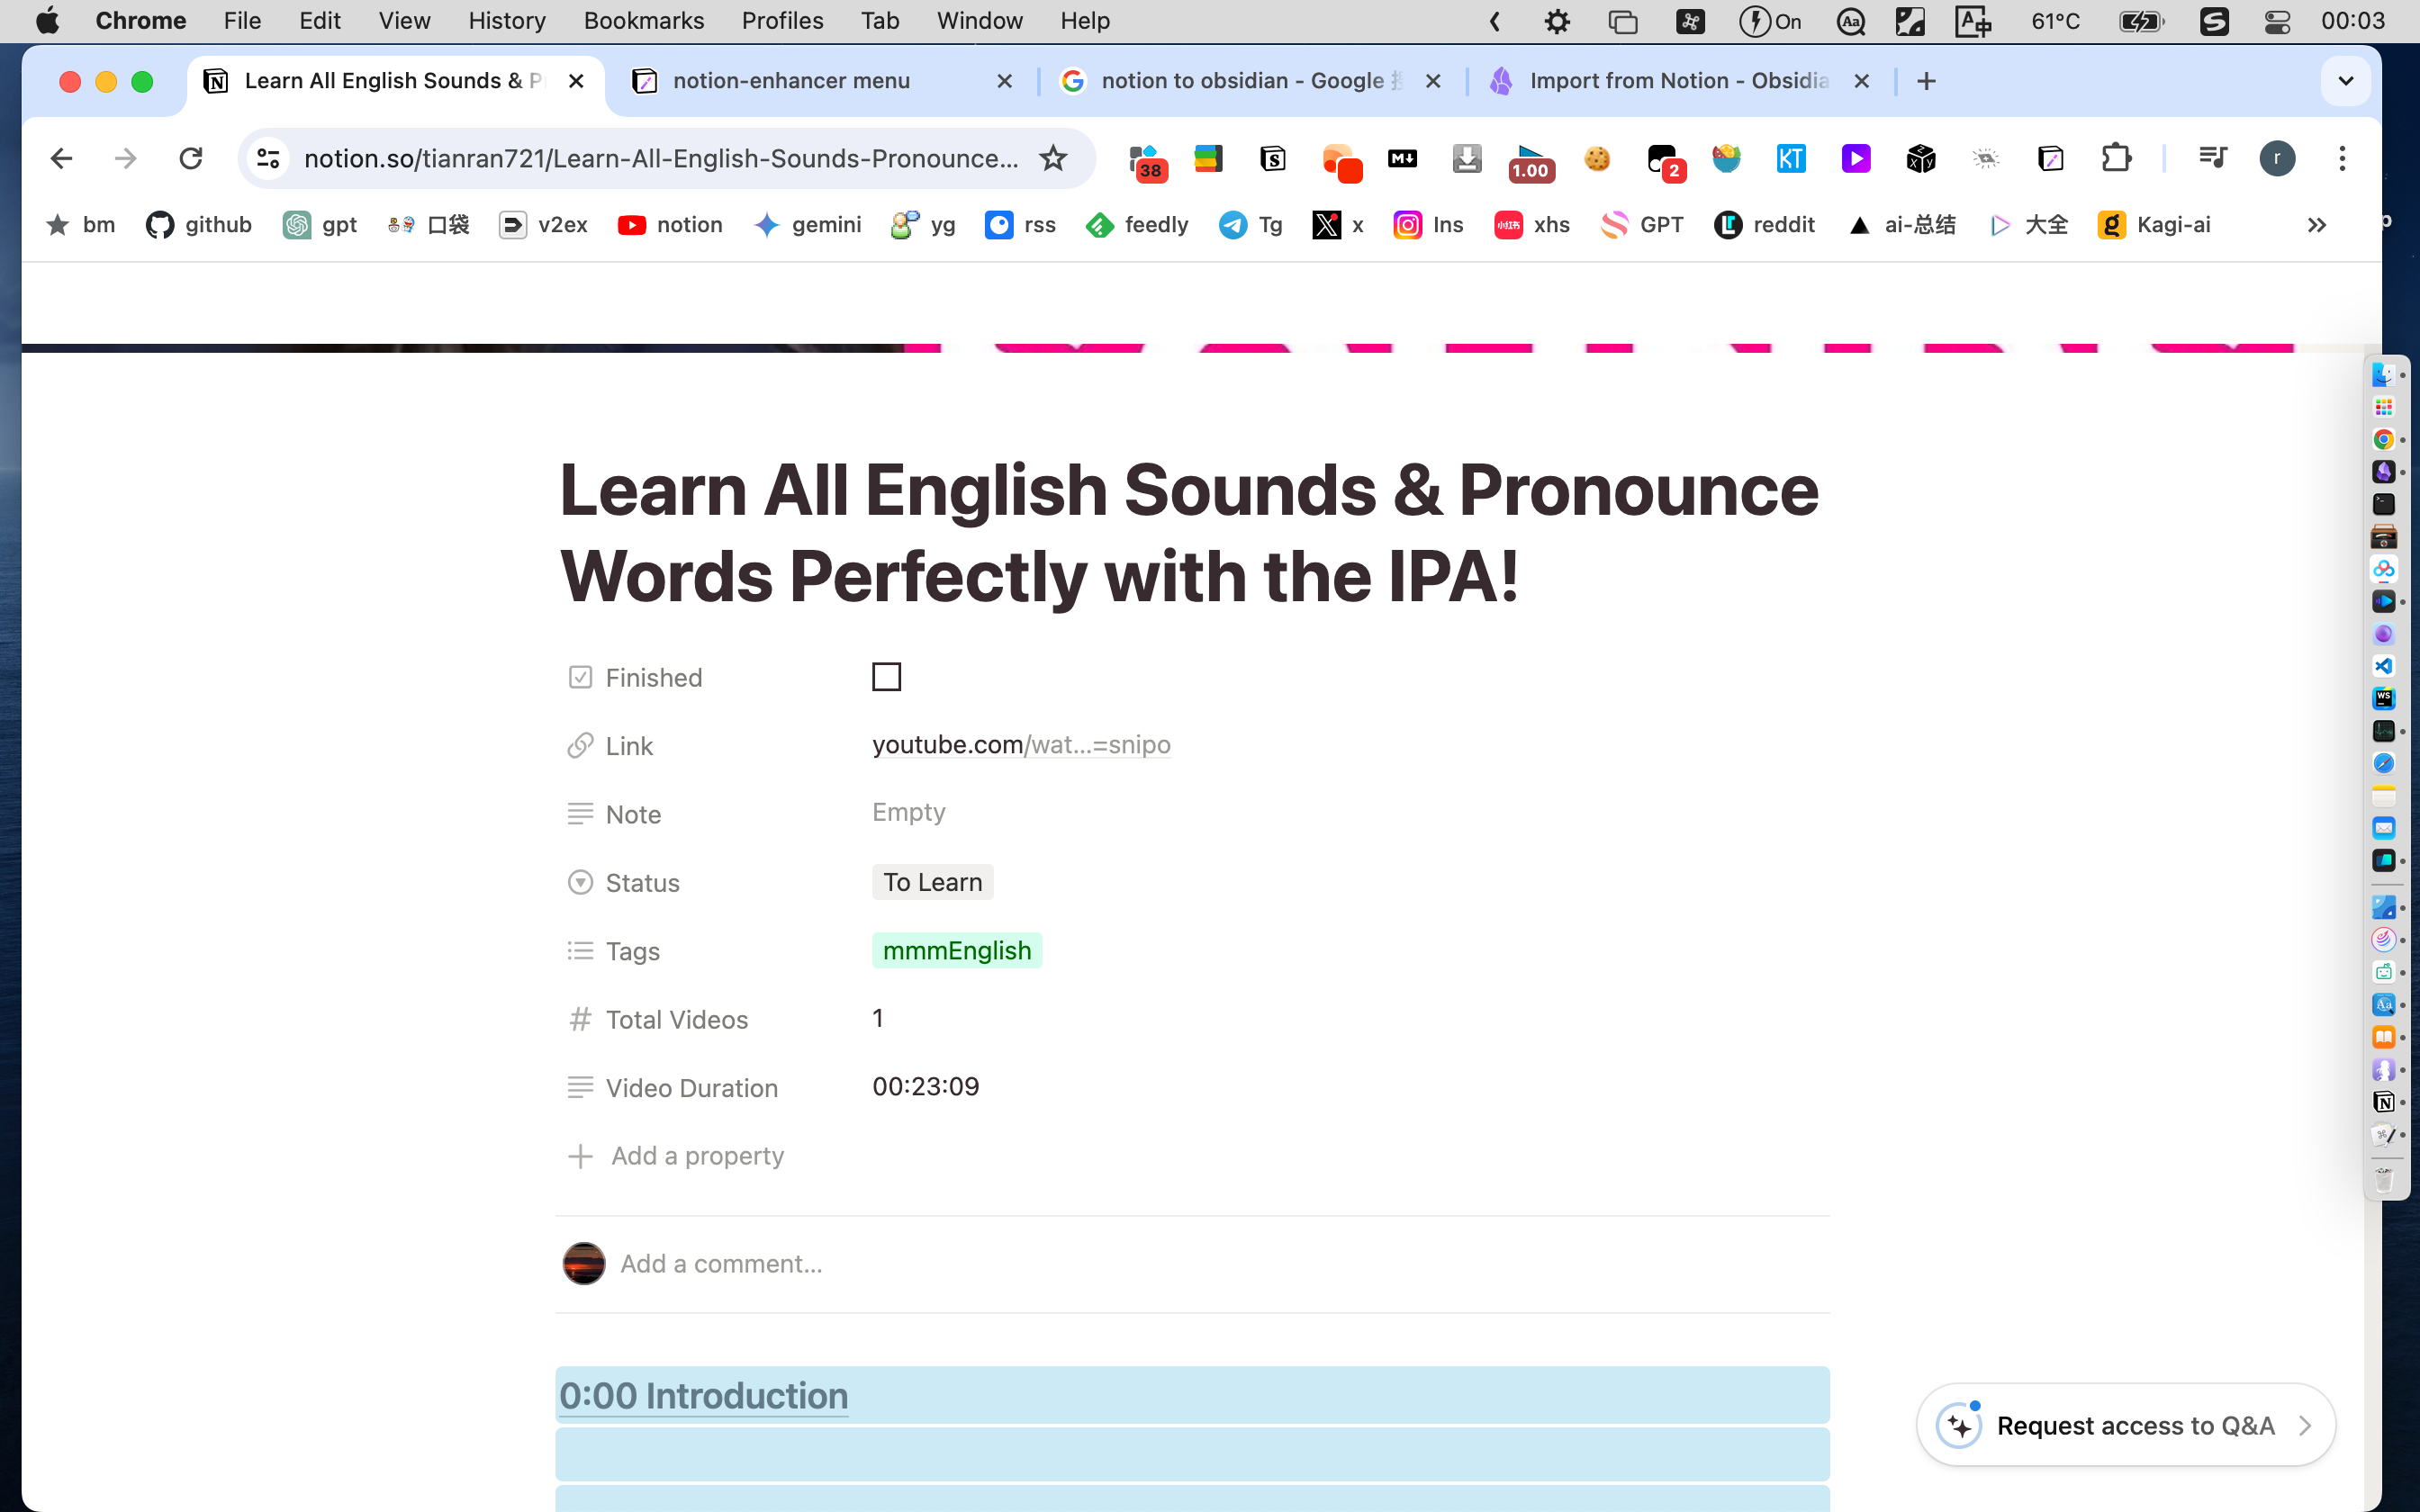 Chrome File Edit View History Bookmarks Profiles Tab Window Help On 61°C 00:03
Learn All English Sounds & P notion-enhancer menu notion to obsidian - Google Import from Notion - Obsidia
notion.so/tianran721/Learn-All-English-Sounds-Pronounce... 38 1.00 2 KT r
bm github gpt 口袋 v2ex notion gemini yg rss feedly Tg x Ins xhs GPT reddit ai-总结 大全 Kagi-ai
Learn All English Sounds & Pronounce
Words Perfectly with the IPA!
Finished
Link youtube.com/wat...=snipo
Note Empty
Status To Learn
Tags mmmEnglish
Total Videos 1
Video Duration 00:23:09
Add a property
Add a comment...
0:00 Introduction
Request access to Q&A